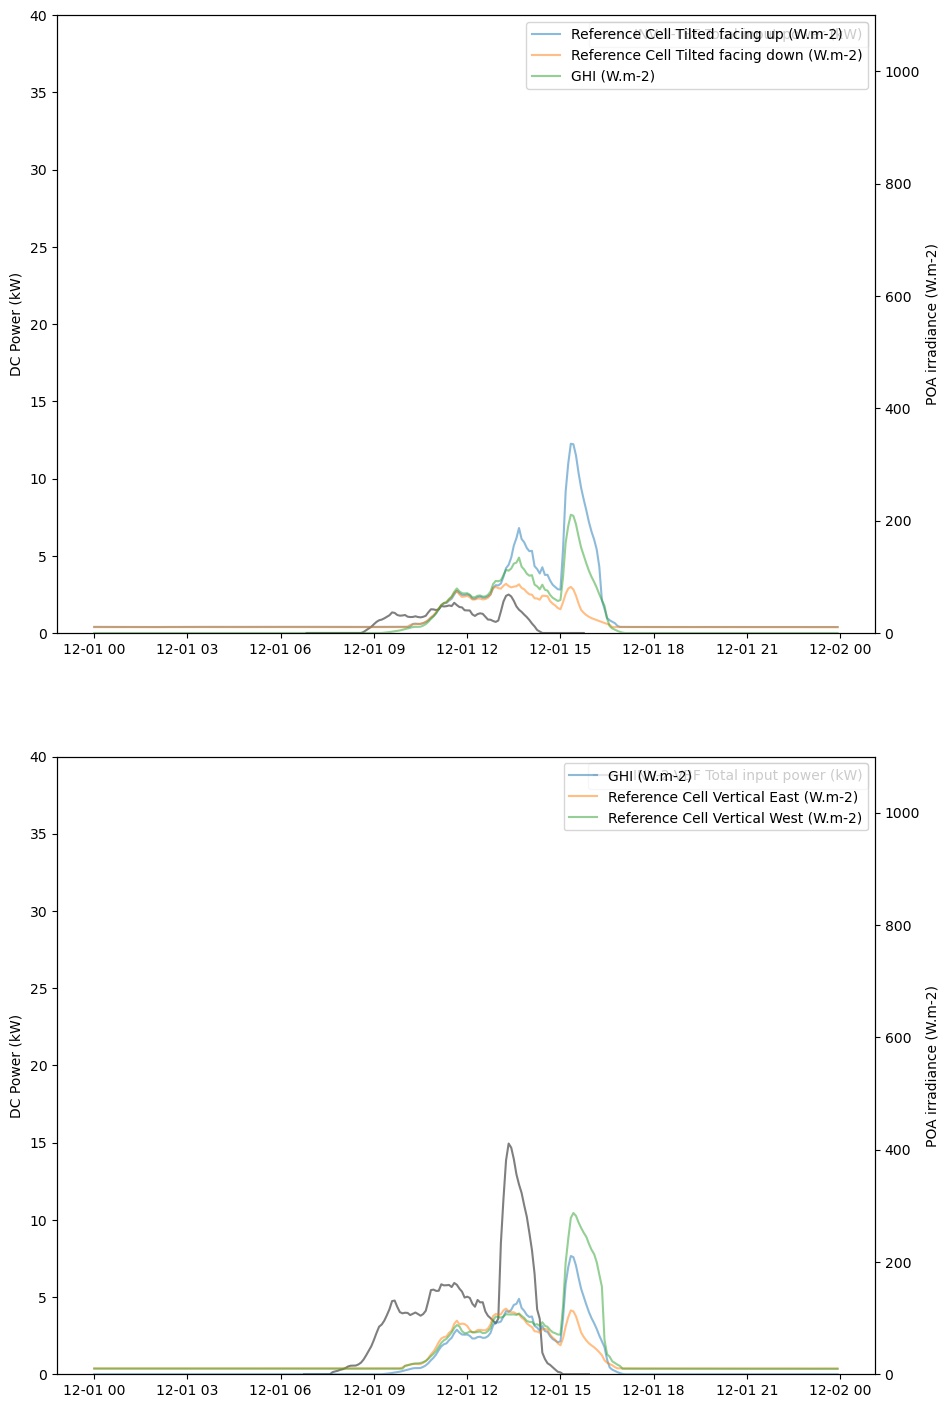 40
35
30
25
20
15
10
5
0
DC Power (kW)
Reference Cell Tilted facing up (W.m-2)
Reference Cell Tilted facing down (W.m-2)
GHI (W.m-2)
1000
800
600
400
200
0
POA irradiance (W.m-2)
12-01 00 12-01 03 12-01 06 12-01 09 12-01 12 12-01 15 12-01 18 12-01 21 12-02 00
40
35
30
25
20
15
10
5
0
DC Power (kW)
GHI (W.m-2)
Total input power (kW)
Reference Cell Vertical East (W.m-2)
Reference Cell Vertical West (W.m-2)
1000
800
600
400
200
0
POA irradiance (W.m-2)
12-01 00 12-01 03 12-01 06 12-01 09 12-01 12 12-01 15 12-01 18 12-01 21 12-02 00